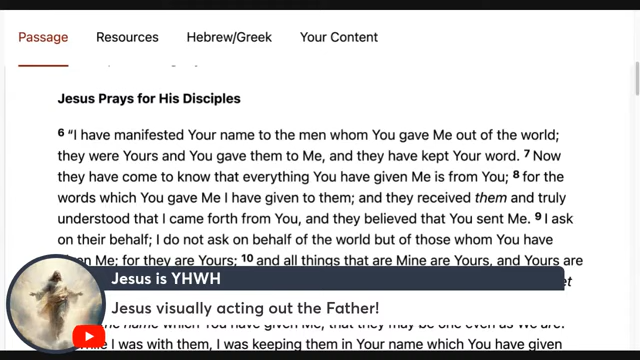 Passage Resources Hebrew/Greek Your Content
Jesus Prays for His Disciples
6 “I have manifested Your name to the men whom You gave Me out of the world;
they were Yours and You gave them to Me, and they have kept Your word. 7 Now
they have come to know that everything You have given Me is from You; 8 for the
words which You gave Me I have given to them; and they received them and truly
understood that I came forth from You, and they believed that You sent Me. 9 I ask
on their behalf; I do not ask on behalf of the world but of those whom You have
Me; for they are Yours; 10 and all things that are Mine are Yours, and Yours are
Jesus is YHWH
Jesus visually acting out the Father!
name which You have given Me, that they may be one even as We are.
I was with them, I was keeping them in Your name which You have given